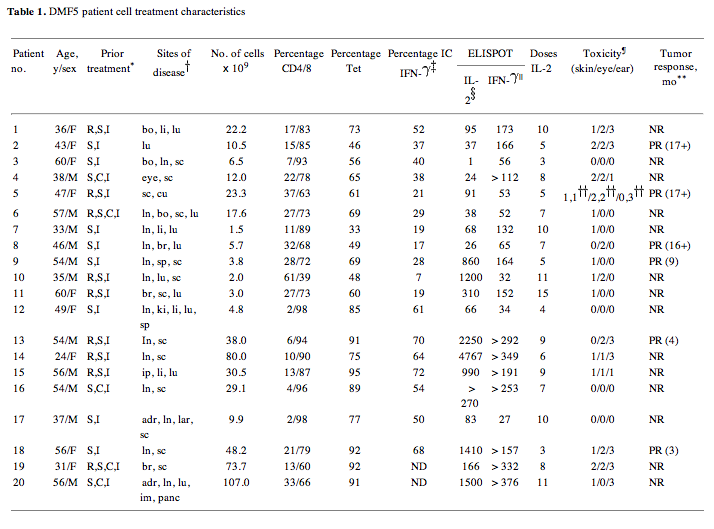 Table 1. DMF5 patient cell treatment characteristics
Patient no. Age, y/sex Prior treatment* Sites of disease† No. of cells x 10⁹ Percentage CD4/8 Percentage Tet Percentage IC IFN-γ‡ ELISPOT IL-2§ IFN-γ|| Doses IL-2 Toxicity¶ (skin/eye/ear) Tumor response, mo**
1 36/F R,S,I bo, li, lu 22.2 17/83 73 52 95 173 10 1/2/3 NR
2 43/F S,I lu 10.5 15/85 46 37 37 166 5 2/2/3 PR (17+)
3 60/F S,I bo, ln, sc 6.5 7/93 56 40 1 56 3 0/0/0 NR
4 38/M S,C,I eye, sc 12.0 22/78 65 38 24 > 112 8 2/2/1 NR
5 47/F R,S,I sc, cu 23.3 37/63 61 21 91 53 5 1,1††/2,2††/0,3†† PR (17+)
6 57/M R,S,C,I ln, bo, sc, lu 17.6 27/73 69 29 38 52 7 1/0/0 NR
7 33/M S,I ln, li, lu 1.5 11/89 33 19 68 132 10 1/0/0 NR
8 46/M S,I ln, br, lu 5.7 32/68 49 17 26 65 7 0/2/0 PR (16+)
9 54/M S,I ln, sp, sc 3.8 28/72 69 28 860 164 5 1/0/0 PR (9)
10 35/M R,S,I ln, lu, sc 2.0 61/39 48 7 1200 32 11 1/2/0 NR
11 60/F R,S,I br, sc, lu 3.0 27/73 60 19 310 152 15 1/0/0 NR
12 49/F S,I ln, ki, li, lu, sp 4.8 2/98 85 61 66 34 4 0/0/0 NR
13 54/M R,S,I ln, sc 38.0 6/94 91 70 2250 > 292 9 0/2/3 PR (4)
14 24/F R,S,I ln, sc 80.0 10/90 75 64 4767 > 349 6 1/1/3 NR
15 56/M R,S,I ip, li, lu 30.5 13/87 95 72 990 > 191 9 1/1/1 NR
16 54/M S,C,I ln, sc 29.1 4/96 89 54 > 270 > 253 7 0/0/0 NR
17 37/M S,I adr, ln, lar, sc 9.9 2/98 77 50 83 27 10 0/0/0 NR
18 56/F S,I ln, sc 48.2 21/79 92 68 1410 > 157 3 1/2/3 PR (3)
19 31/F R,S,C,I br, sc 73.7 13/60 92 ND 166 > 332 8 2/2/3 NR
20 56/M S,C,I adr, ln, lu, im, panc 107.0 33/66 91 ND 1500 > 376 11 1/0/3 NR